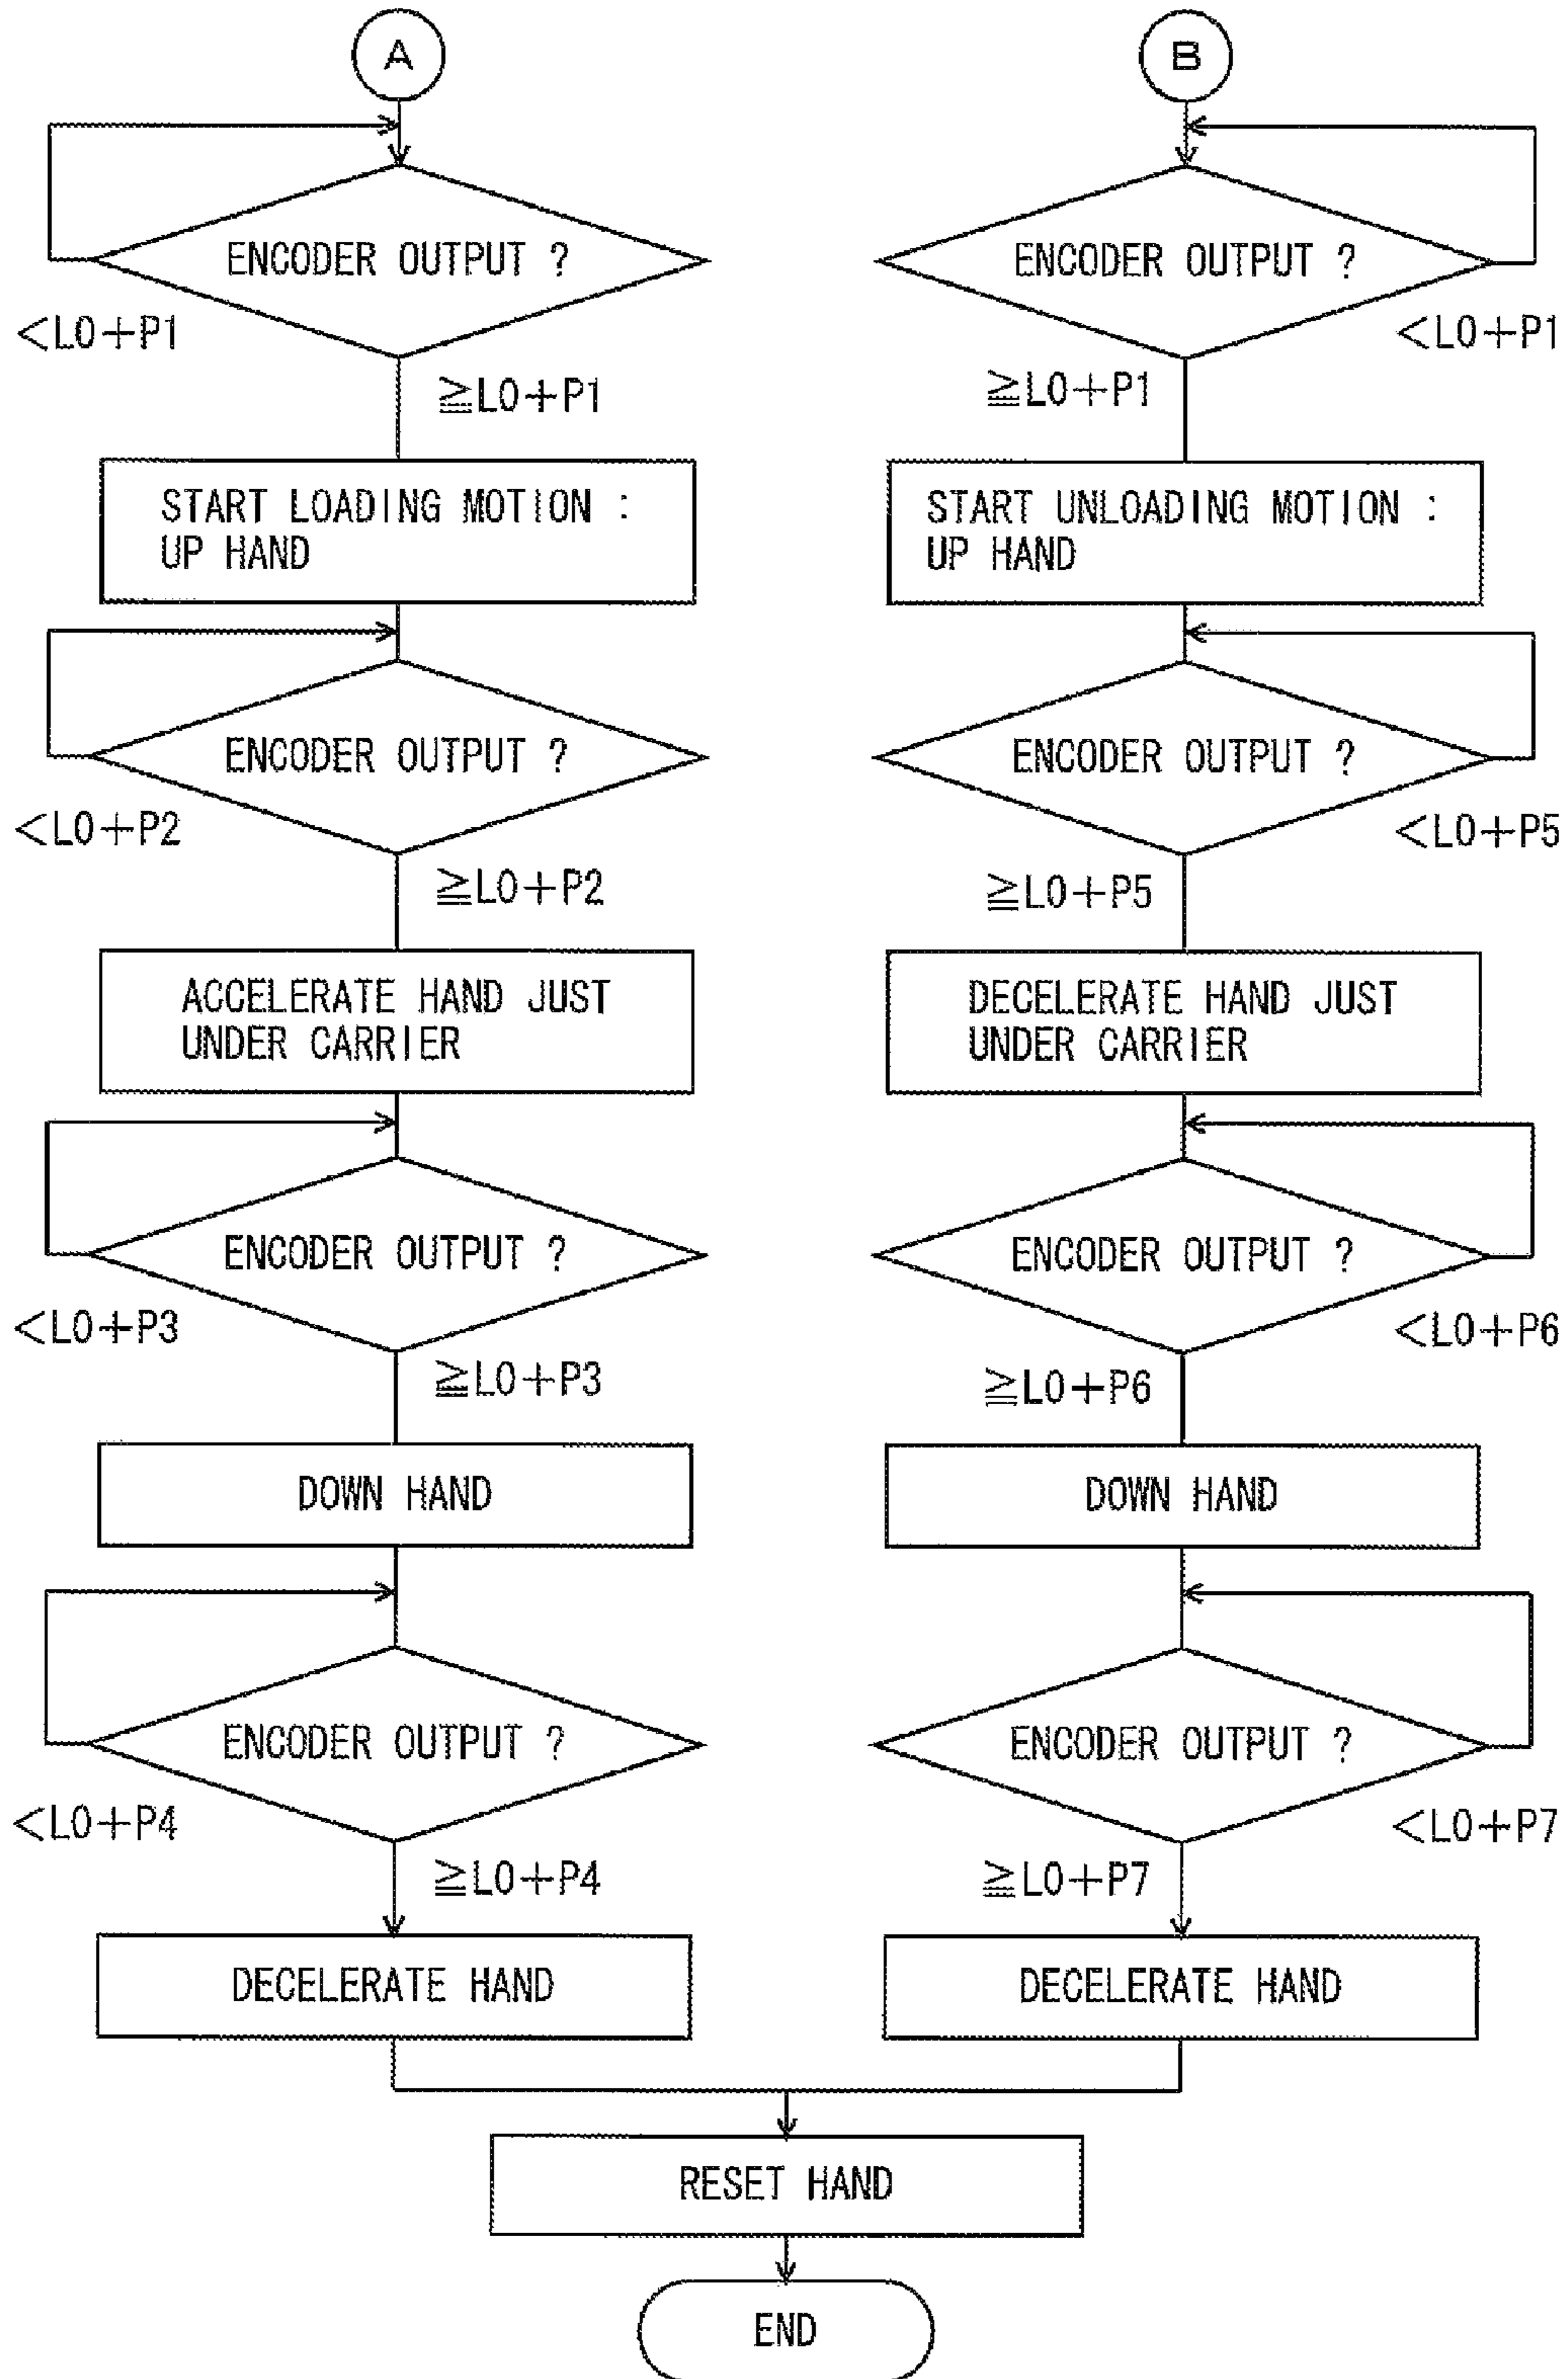 A
ENCODER OUTPUT ?
<L0+P1
≧L0+P1
START LOADING MOTION :
UP HAND
ENCODER OUTPUT ?
<L0+P2
≧L0+P2
ACCELERATE HAND JUST
UNDER CARRIER
ENCODER OUTPUT ?
<L0+P3
≧L0+P3
DOWN HAND
ENCODER OUTPUT ?
<L0+P4
≧L0+P4
DECELERATE HAND
B
ENCODER OUTPUT ?
<L0+P1
≧L0+P1
START UNLOADING MOTION :
UP HAND
ENCODER OUTPUT ?
<L0+P5
≧L0+P5
DECELERATE HAND JUST
UNDER CARRIER
ENCODER OUTPUT ?
<L0+P6
≧L0+P6
DOWN HAND
ENCODER OUTPUT ?
<L0+P7
≧L0+P7
DECELERATE HAND
RESET HAND
END